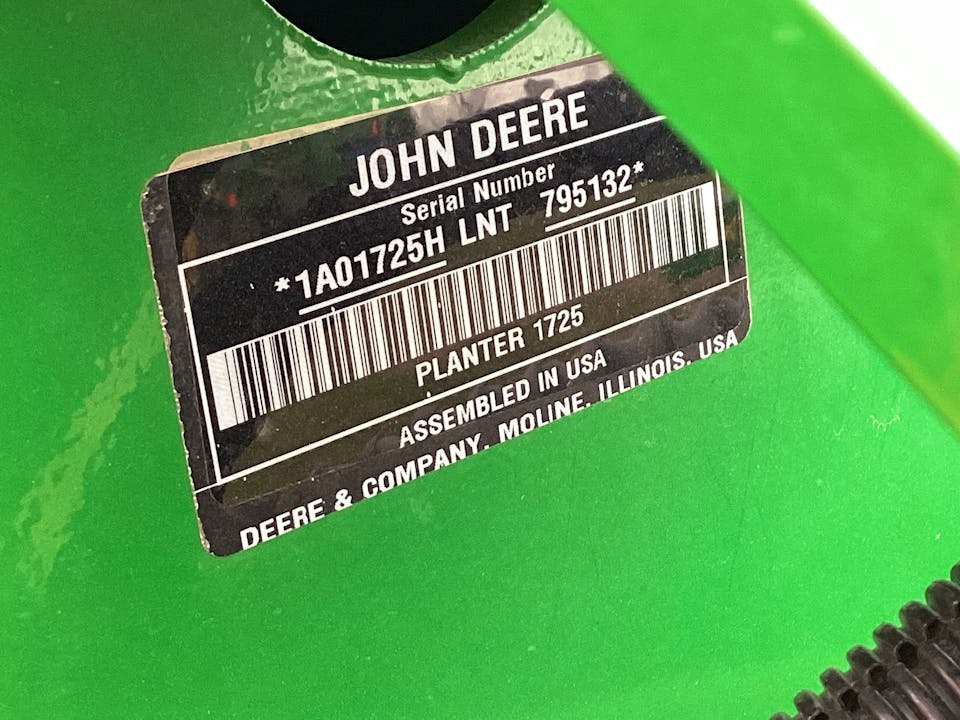 JOHN DEERE
Serial Number
*1A01725H LNT 795132*
PLANTER 1725
ASSEMBLED IN USA
DEERE & COMPANY, MOLINE, ILLINOIS, USA